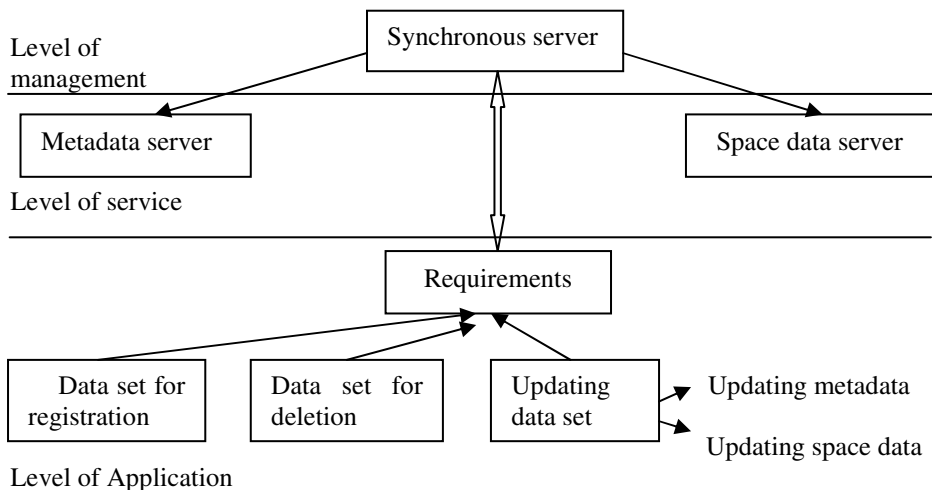 Synchronous server
Level of
management
Metadata server
Space data server
Level of service
Requirements
Data set for
registration
Data set for
deletion
Updating
data set
Updating metadata
Updating space data
Level of Application